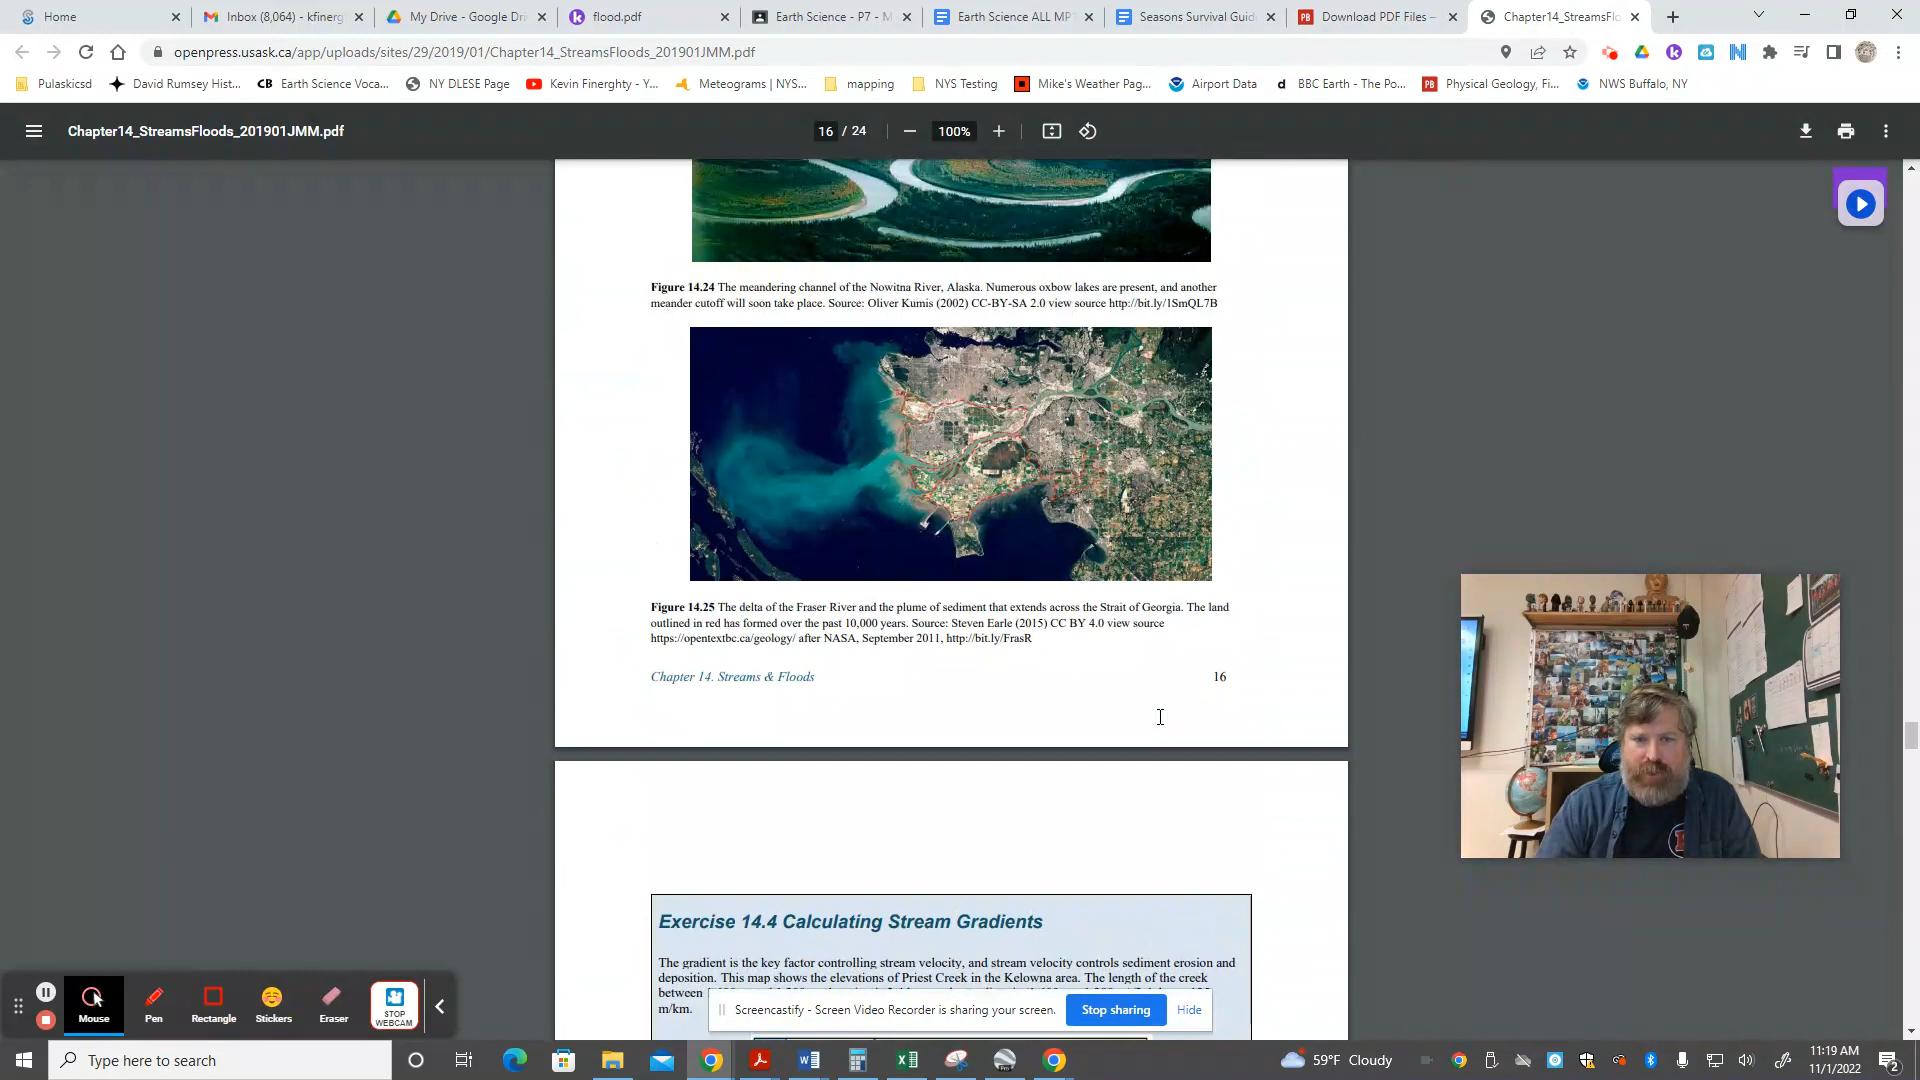 Home
Inbox (8,064) - kfinerg
My Drive - Google Dri
flood.pdf
Earth Science - P7 - M
Earth Science ALL MP1
Seasons Survival Guid
Download PDF Files –
Chapter14_StreamsFlo
openpress.usask.ca/app/uploads/sites/29/2019/01/Chapter14_StreamsFloods_201901JMM.pdf
Pulaskicsd
David Rumsey Hist...
Earth Science Voca...
NY DLESE Page
Kevin Finerghty - Y...
Meteograms | NYS...
mapping
NYS Testing
Mike's Weather Pag...
Airport Data
BBC Earth - The Po...
Physical Geology, Fi...
NWS Buffalo, NY
Chapter14_StreamsFloods_201901JMM.pdf
16 / 24
100%
Figure 14.24 The meandering channel of the Nowitna River, Alaska. Numerous oxbow lakes are present, and another
meander cutoff will soon take place. Source: Oliver Kumis (2002) CC-BY-SA 2.0 view source http://bit.ly/1SmQL7B
Figure 14.25 The delta of the Fraser River and the plume of sediment that extends across the Strait of Georgia. The land
outlined in red has formed over the past 10,000 years. Source: Steven Earle (2015) CC BY 4.0 view source
https://opentextbc.ca/geology/ after NASA, September 2011, http://bit.ly/FrasR
Chapter 14. Streams & Floods
16
Exercise 14.4 Calculating Stream Gradients
The gradient is the key factor controlling stream velocity, and stream velocity controls sediment erosion and
deposition. This map shows the elevations of Priest Creek in the Kelowna area. The length of the creek
between
m/km.
Screencastify - Screen Video Recorder is sharing your screen.
Stop sharing
Hide
Mouse
Pen
Rectangle
Stickers
Eraser
STOP
WEBCAM
Type here to search
59°F Cloudy
11:19 AM
11/1/2022
2